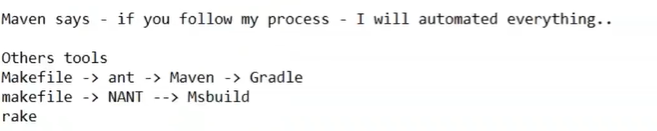 Maven says - if you follow my process - I will automated everything..
Others tools
Makefile -> ant -> Maven -> Gradle
makefile -> NANT --> Msbuild
rake